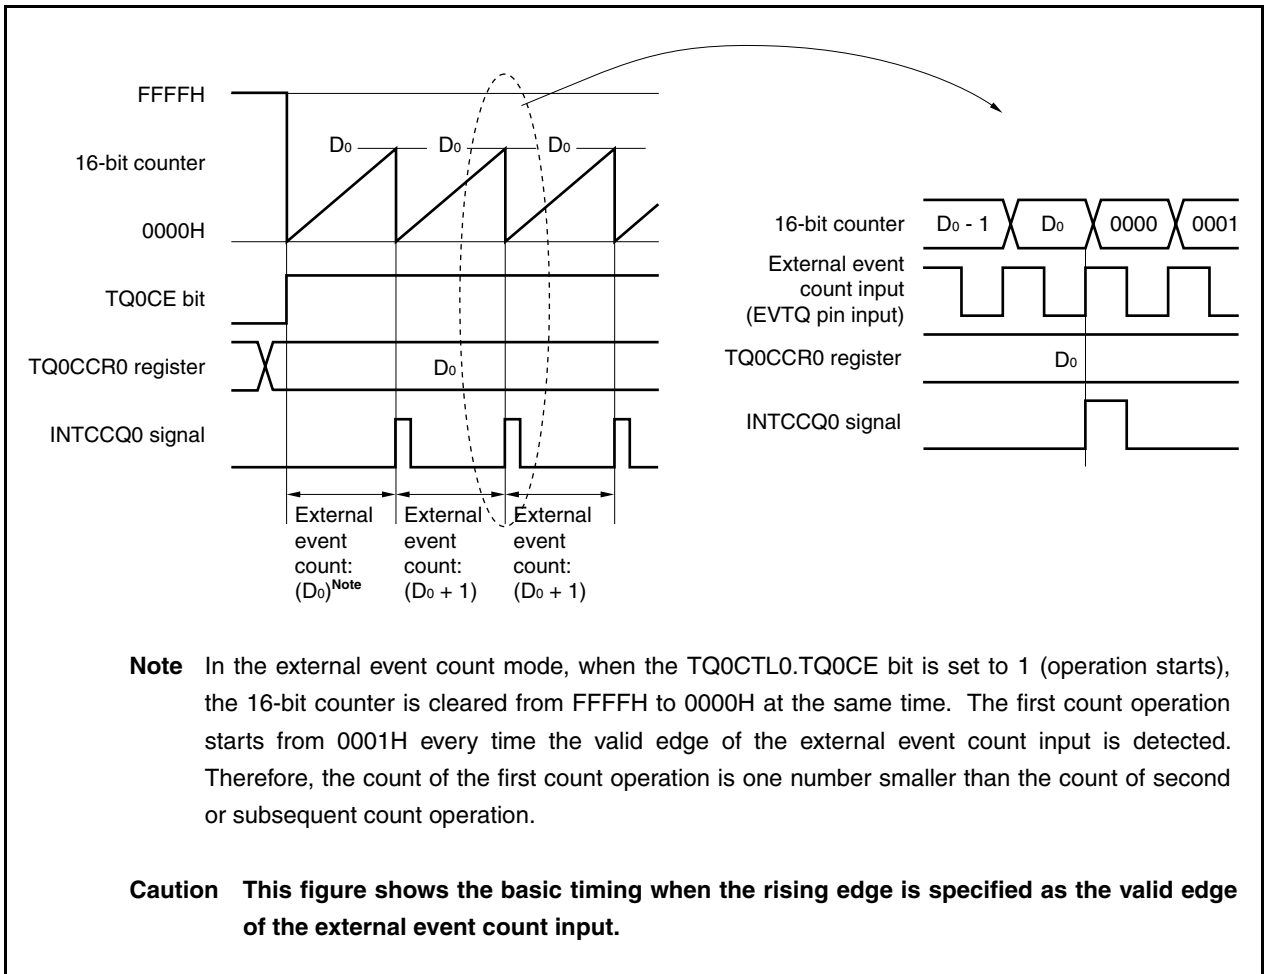 FFFFH
D0 D0 D0
16-bit counter
0000H
TQ0CE bit
TQ0CCR0 register
D0
INTCCQ0 signal
External
event
count:
(D0)Note
External
event
count:
(D0 + 1)
External
event
count:
(D0 + 1)
16-bit counter
D0 - 1 D0 0000 0001
External event
count input
(EVTQ pin input)
TQ0CCR0 register
D0
INTCCQ0 signal
Note In the external event count mode, when the TQ0CTL0.TQ0CE bit is set to 1 (operation starts),
the 16-bit counter is cleared from FFFFH to 0000H at the same time. The first count operation
starts from 0001H every time the valid edge of the external event count input is detected.
Therefore, the count of the first count operation is one number smaller than the count of second
or subsequent count operation.
Caution This figure shows the basic timing when the rising edge is specified as the valid edge
of the external event count input.